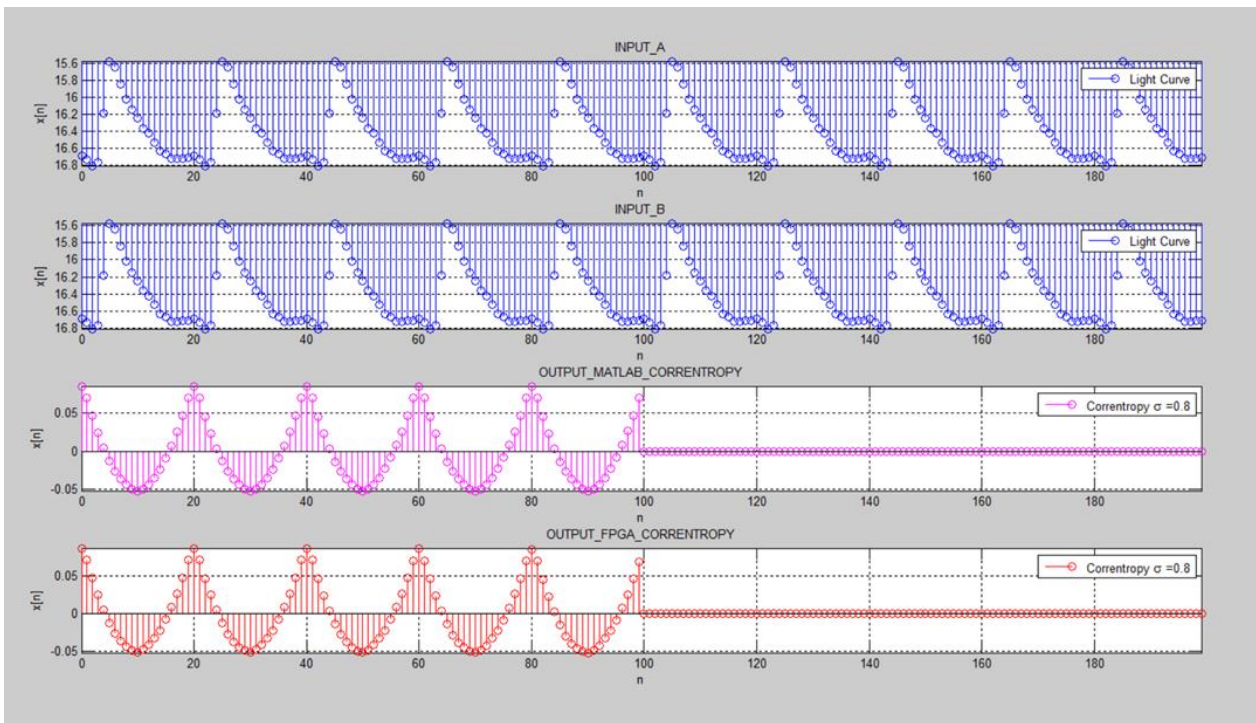 INPUT_A
15.6
15.8
16
16.2
16.4
16.6
16.8
x[n]
Light Curve
0 20 40 60 80 100 120 140 160 180
n
INPUT_B
15.6
15.8
16
16.2
16.4
16.6
16.8
x[n]
Light Curve
0 20 40 60 80 100 120 140 160 180
n
OUTPUT_MATLAB_CORRENTROPY
0.05
0
-0.05
x[n]
Correntropy σ =0.8
0 20 40 60 80 100 120 140 160 180
n
OUTPUT_FPGA_CORRENTROPY
0.05
0
-0.05
x[n]
Correntropy σ =0.8
0 20 40 60 80 100 120 140 160 180
n